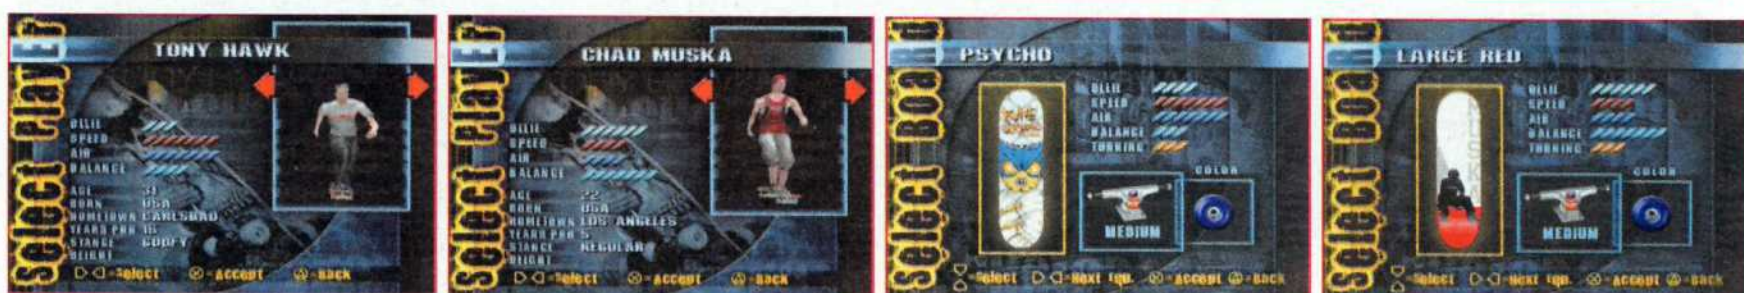 Select Player
TONY HAWK
OLLIE
SPEED
AIR
BALANCE
AGE 31
BORN USA
HOMETOWN CARLSBAD
YEARS PRO 16
STANCE GOOFY
=Select =Accept =Back
Select Player
CHAD MUSKA
OLLIE
SPEED
AIR
BALANCE
AGE 22
BORN USA
HOMETOWN LOS ANGELES
YEARS PRO 5
STANCE REGULAR
=Select =Accept =Back
Select Board
PSYCHO
OLLIE
SPEED
AIR
BALANCE
TURNING
COLOR
MEDIUM
=Select =Next Eqp. =Accept =Back
Select Board
LARGE RED
OLLIE
SPEED
AIR
BALANCE
TURNING
COLOR
MEDIUM
=Select =Next Eqp. =Accept =Back